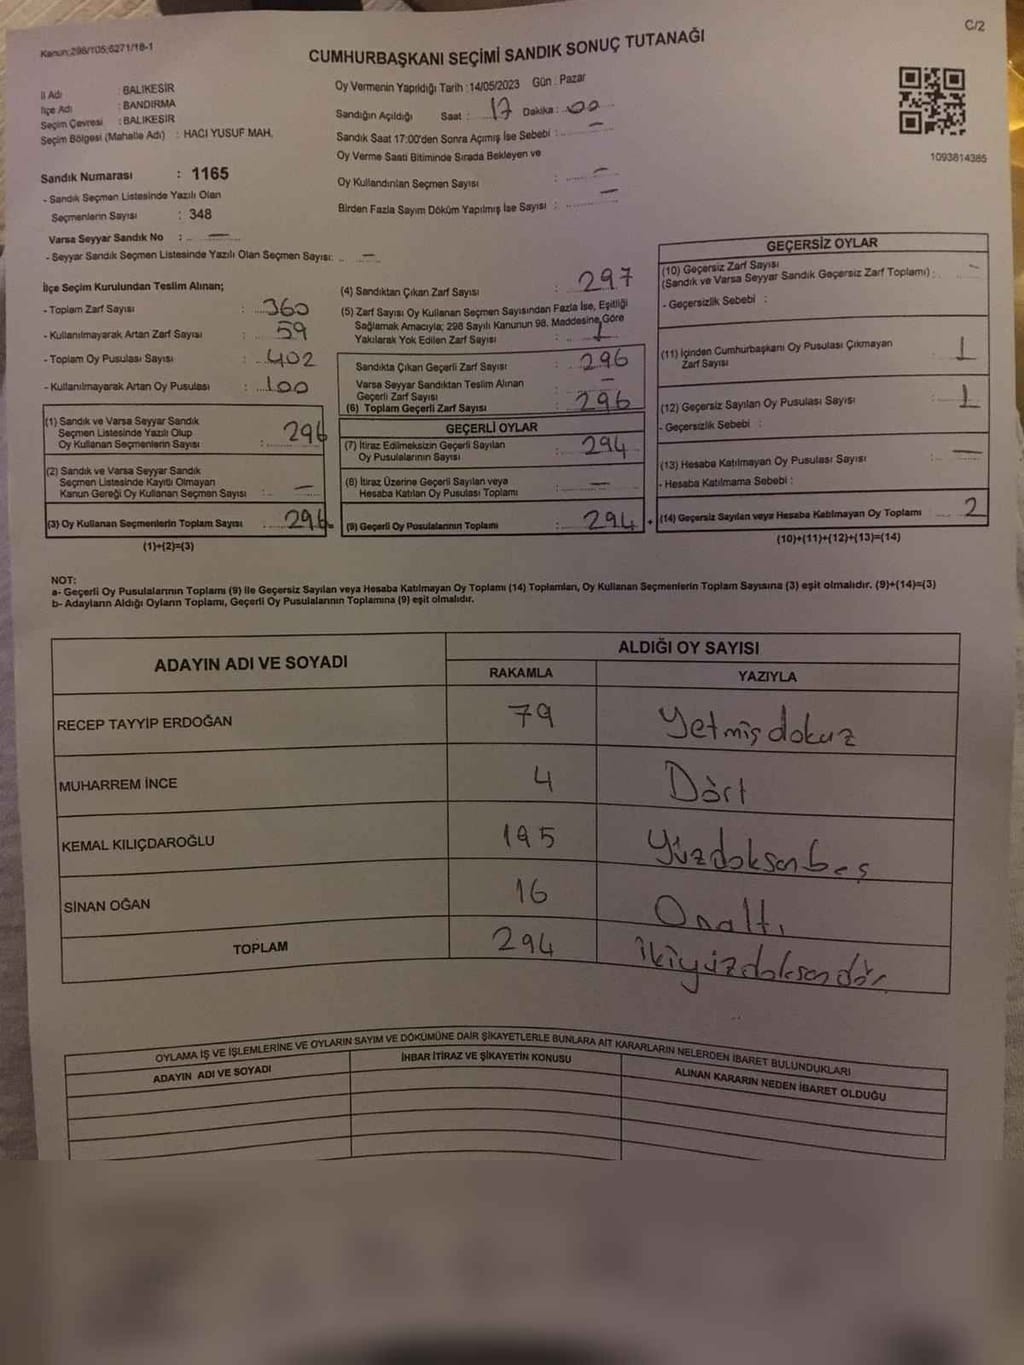 Kanun:298/105;6271/18-1
C/2
CUMHURBAŞKANI SEÇİMİ SANDIK SONUÇ TUTANAĞI
İl Adı : BALIKESİR
İlçe Adı : BANDIRMA
Seçim Çevresi : BALIKESİR
Seçim Bölgesi (Mahalle Adı) : HACI YUSUF MAH.
Oy Vermenin Yapıldığı Tarih :14/05/2023 Gün : Pazar
Sandığın Açıldığı Saat : 17 Dakika : 00
Sandık Saat 17:00'den Sonra Açımış İse Sebebi : –
Oy Verme Saati Bitiminde Sırada Bekleyen ve
Oy Kullandırılan Seçmen Sayısı : –
Birden Fazla Sayım Döküm Yapılmış İse Sayısı : –
1093814385
Sandık Numarası : 1165
- Sandık Seçmen Listesinde Yazılı Olan
Seçmenlerin Sayısı : 348
Varsa Seyyar Sandık No : –
- Seyyar Sandık Seçmen Listesinde Yazılı Olan Seçmen Sayısı: –
İlçe Seçim Kurulundan Teslim Alınan;
- Toplam Zarf Sayısı : 360
- Kullanılmayarak Artan Zarf Sayısı : 59
- Toplam Oy Pusulası Sayısı : 402
- Kullanılmayarak Artan Oy Pusulası : 100
(1) Sandık ve Varsa Seyyar Sandık
Seçmen Listesinde Yazılı Olup
Oy Kullanan Seçmenlerin Sayısı : 296
(2) Sandık ve Varsa Seyyar Sandık
Seçmen Listesinde Kayıtlı Olmayan
Kanun Gereği Oy Kullanan Seçmen Sayısı : –
(3) Oy Kullanan Seçmenlerin Toplam Sayısı : 296
(1)+(2)=(3)
(4) Sandıktan Çıkan Zarf Sayısı : 297
(5) Zarf Sayısı Oy Kullanan Seçmen Sayısından Fazla İse, Eşitliği
Sağlamak Amacıyla; 298 Sayılı Kanunun 98. Maddesine Göre
Yakılarak Yok Edilen Zarf Sayısı : 1
Sandıkta Çıkan Geçerli Zarf Sayısı : 296
Varsa Seyyar Sandıktan Teslim Alınan
Geçerli Zarf Sayısı : –
(6) Toplam Geçerli Zarf Sayısı : 296
GEÇERLİ OYLAR
(7) İtiraz Edilmeksizin Geçerli Sayılan
Oy Pusulalarının Sayısı : 294
(8) İtiraz Üzerine Geçerli Sayılan veya
Hesaba Katılan Oy Pusulası Toplamı : –
(9) Geçerli Oy Pusulalarının Toplamı : 294 +
GEÇERSİZ OYLAR
(10) Geçersiz Zarf Sayısı
(Sandık ve Varsa Seyyar Sandık Geçersiz Zarf Toplamı) : –
- Geçersizlik Sebebi :
(11) İçinden Cumhurbaşkanı Oy Pusulası Çıkmayan
Zarf Sayısı : 1
(12) Geçersiz Sayılan Oy Pusulası Sayısı : 1
- Geçersizlik Sebebi :
(13) Hesaba Katılmayan Oy Pusulası Sayısı : –
- Hesaba Katılmama Sebebi :
(14) Geçersiz Sayılan veya Hesaba Katılmayan Oy Toplamı 2
(10)+(11)+(12)+(13)=(14)
NOT:
a- Geçerli Oy Pusulalarının Toplamı (9) ile Geçersiz Sayılan veya Hesaba Katılmayan Oy Toplamı (14) Toplamları, Oy Kullanan Seçmenlerin Toplam Sayısına (3) eşit olmalıdır. (9)+(14)=(3)
b- Adayların Aldığı Oyların Toplamı, Geçerli Oy Pusulalarının Toplamına (9) eşit olmalıdır.
ADAYIN ADI VE SOYADI
ALDIĞI OY SAYISI
RAKAMLA YAZIYLA
RECEP TAYYİP ERDOĞAN 79 Yetmiş dokuz
MUHARREM İNCE 4 Dört
KEMAL KILIÇDAROĞLU 195 Yüzdoksanbeş
SİNAN OĞAN 16 Onaltı
TOPLAM 294 ikiyüzdoksandör
OYLAMA İŞ VE İŞLEMLERİNE VE OYLARIN SAYIM VE DÖKÜMÜNE DAİR ŞİKAYETLERLE BUNLARA AİT KARARLARIN NELERDEN İBARET BULUNDUKLARI
ADAYIN ADI VE SOYADI
İHBAR İTİRAZ VE ŞİKAYETİN KONUSU
ALINAN KARARIN NEDEN İBARET OLDUĞU